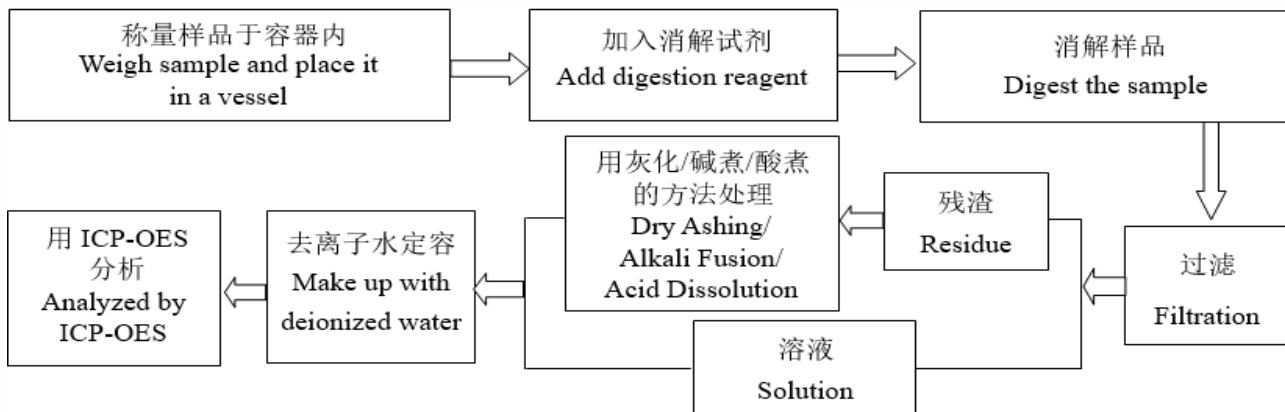 称量样品于容器内
Weigh sample and place it
in a vessel
加入消解试剂
Add digestion reagent
消解样品
Digest the sample
过滤
Filtration
残渣
Residue
用灰化/碱煮/酸煮
的方法处理
Dry Ashing/
Alkali Fusion/
Acid Dissolution
溶液
Solution
去离子水定容
Make up with
deionized water
用 ICP-OES
分析
Analyzed by
ICP-OES